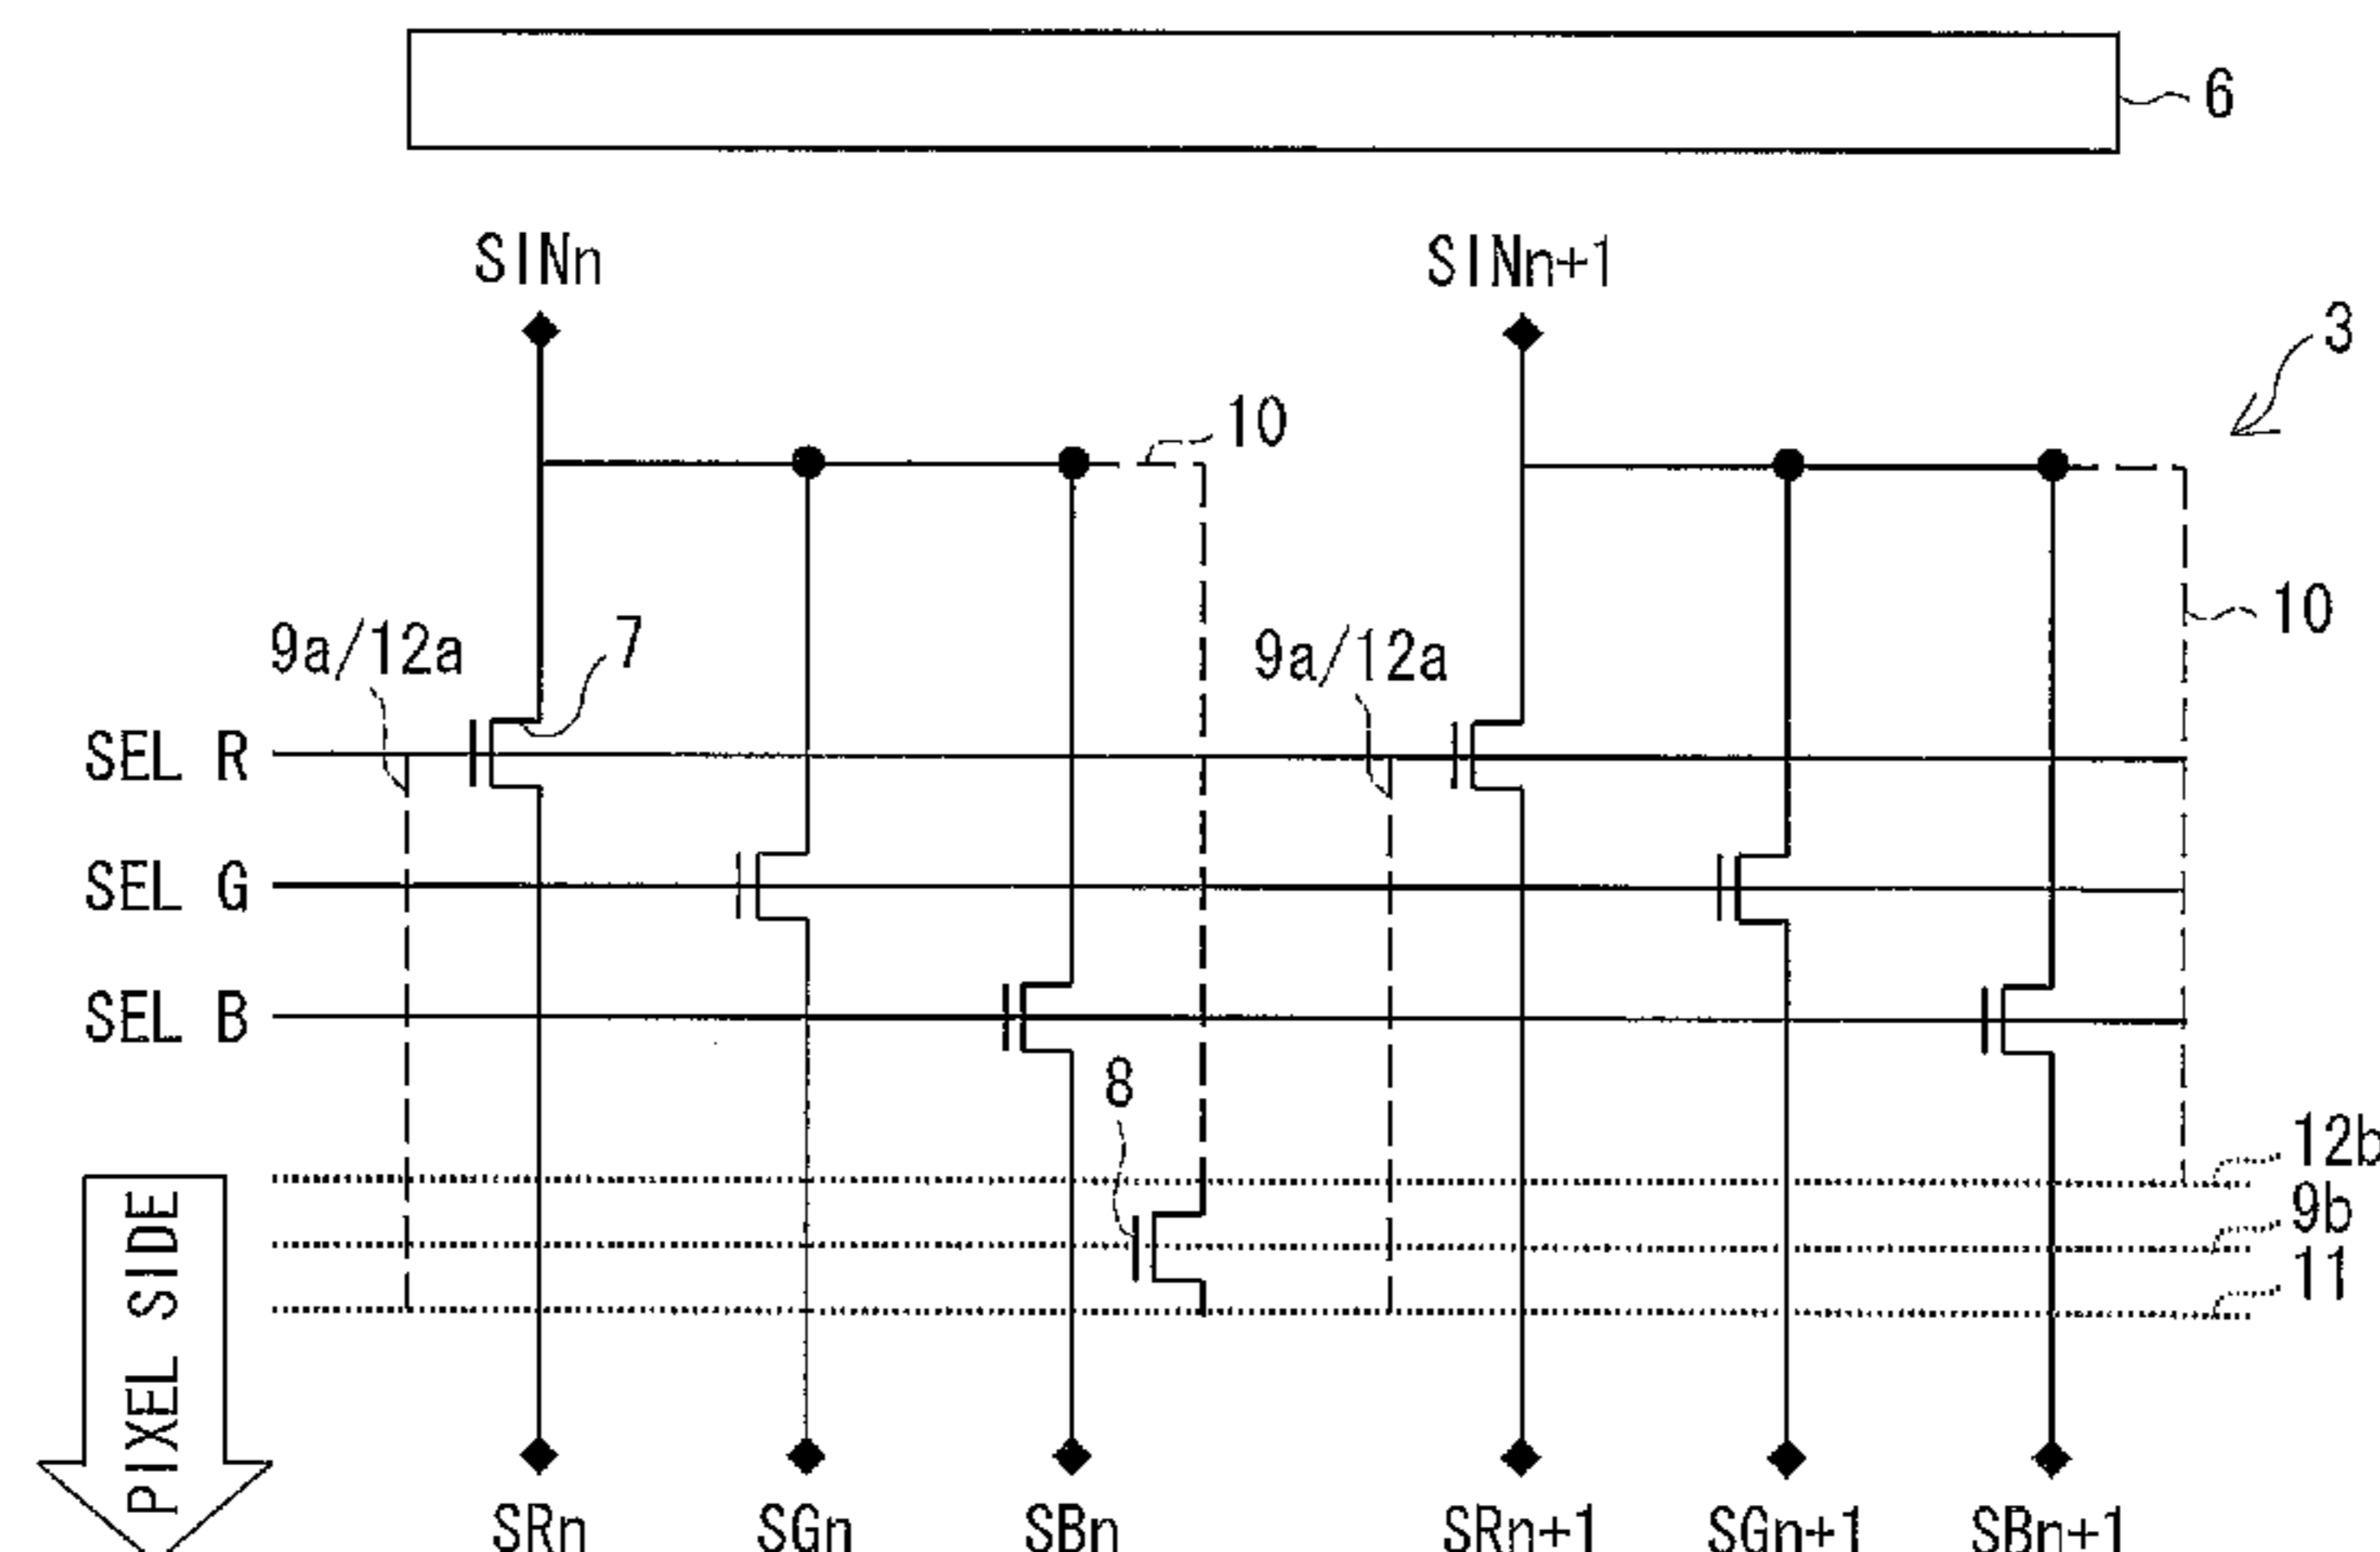 6
SINn
SINn+1
3
10
10
9a/12a
7
9a/12a
SEL R
SEL G
SEL B
8
12b
9b
11
PIXEL SIDE
SRn
SGn
SBn
SRn+1
SGn+1
SBn+1